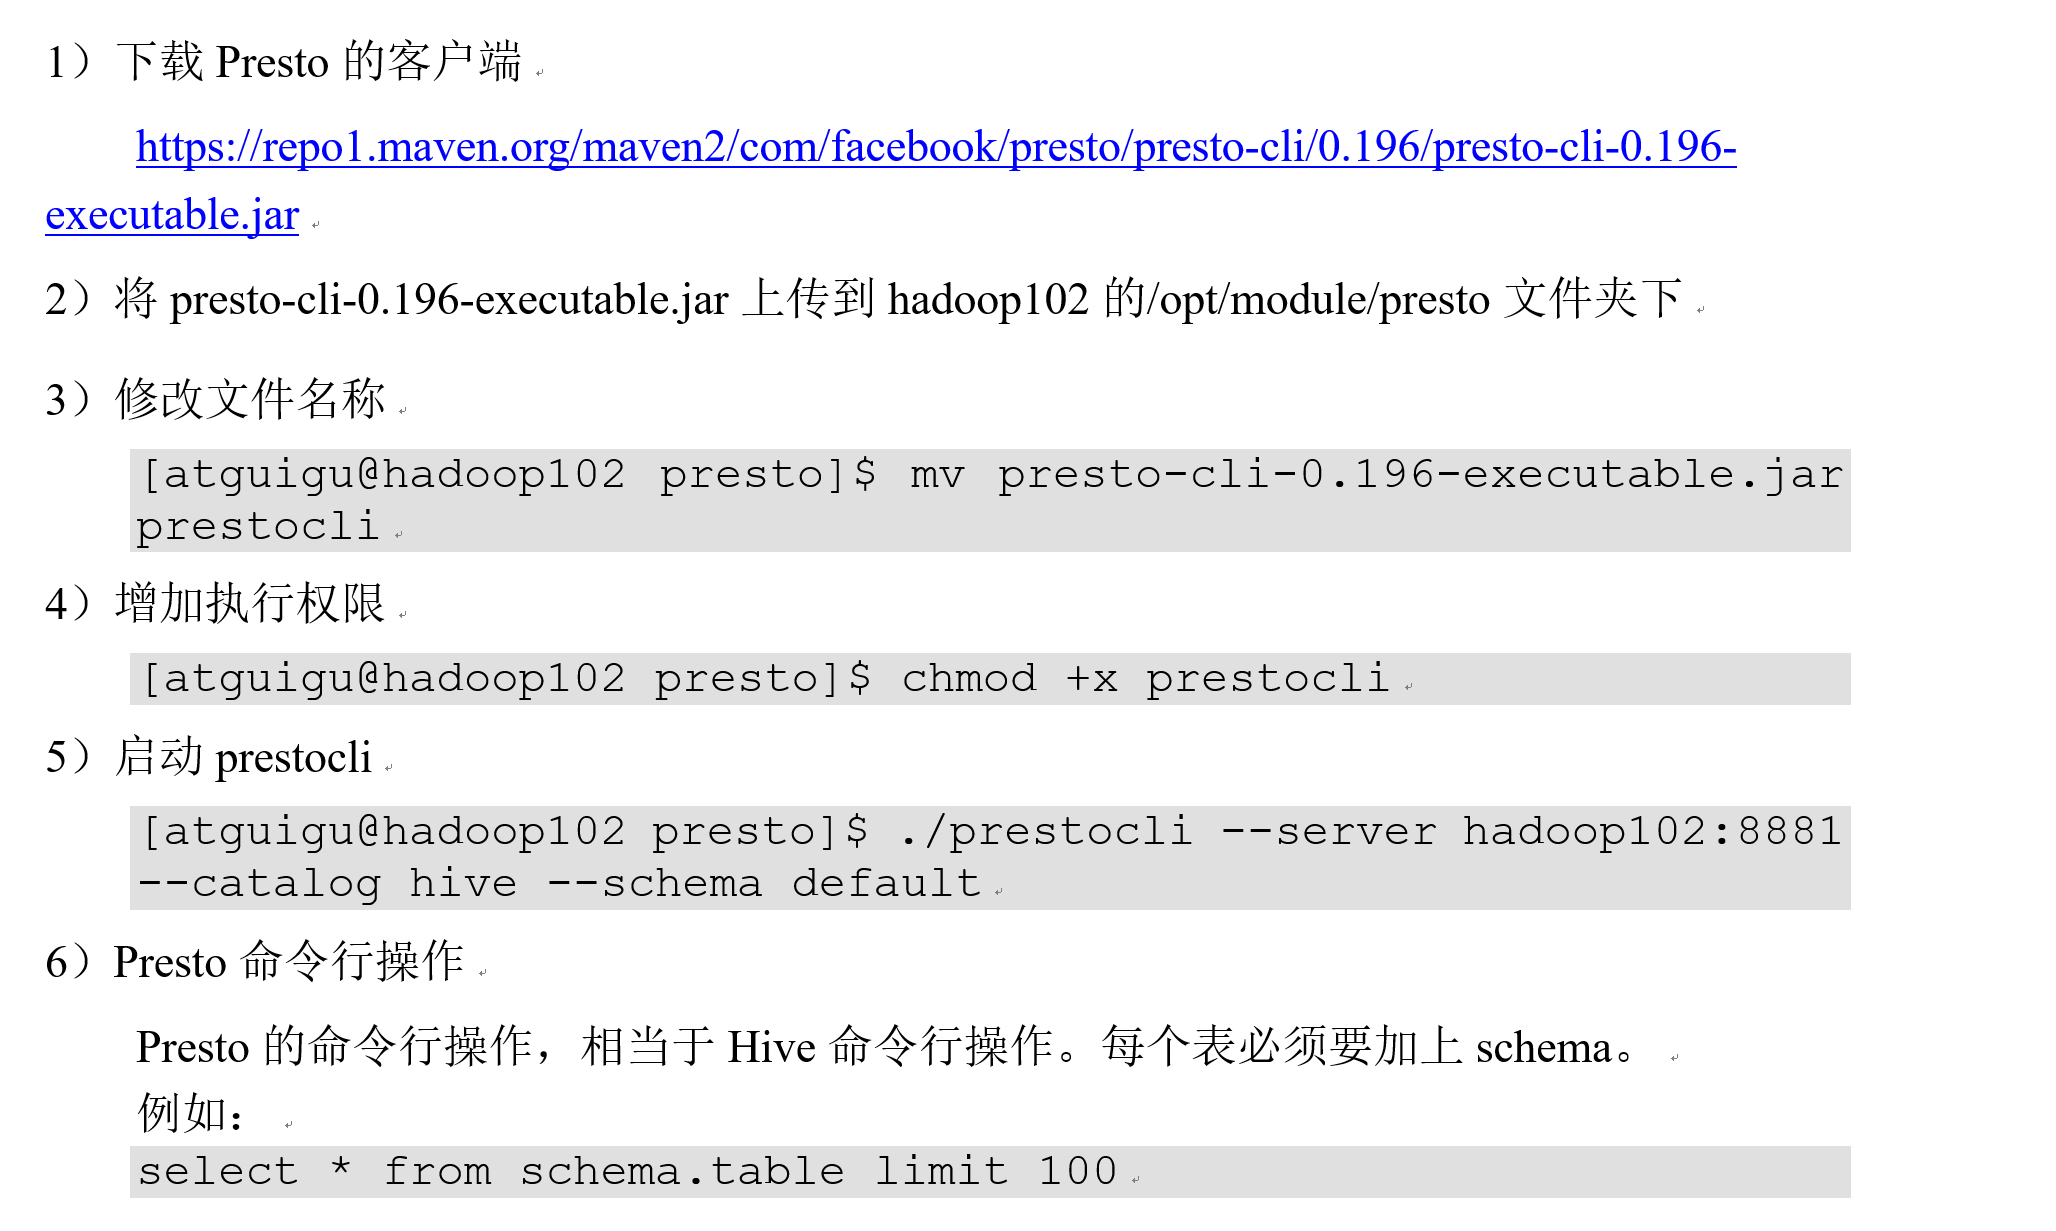 1）下载 Presto 的客户端
https://repo1.maven.org/maven2/com/facebook/presto/presto-cli/0.196/presto-cli-0.196-
executable.jar
2）将 presto-cli-0.196-executable.jar 上传到 hadoop102 的/opt/module/presto 文件夹下
3）修改文件名称
[atguigu@hadoop102 presto]$ mv presto-cli-0.196-executable.jar
prestocli
4）增加执行权限
[atguigu@hadoop102 presto]$ chmod +x prestocli
5）启动 prestocli
[atguigu@hadoop102 presto]$ ./prestocli --server hadoop102:8881
--catalog hive --schema default
6）Presto 命令行操作
Presto 的命令行操作，相当于 Hive 命令行操作。每个表必须要加上 schema。
例如：
select * from schema.table limit 100